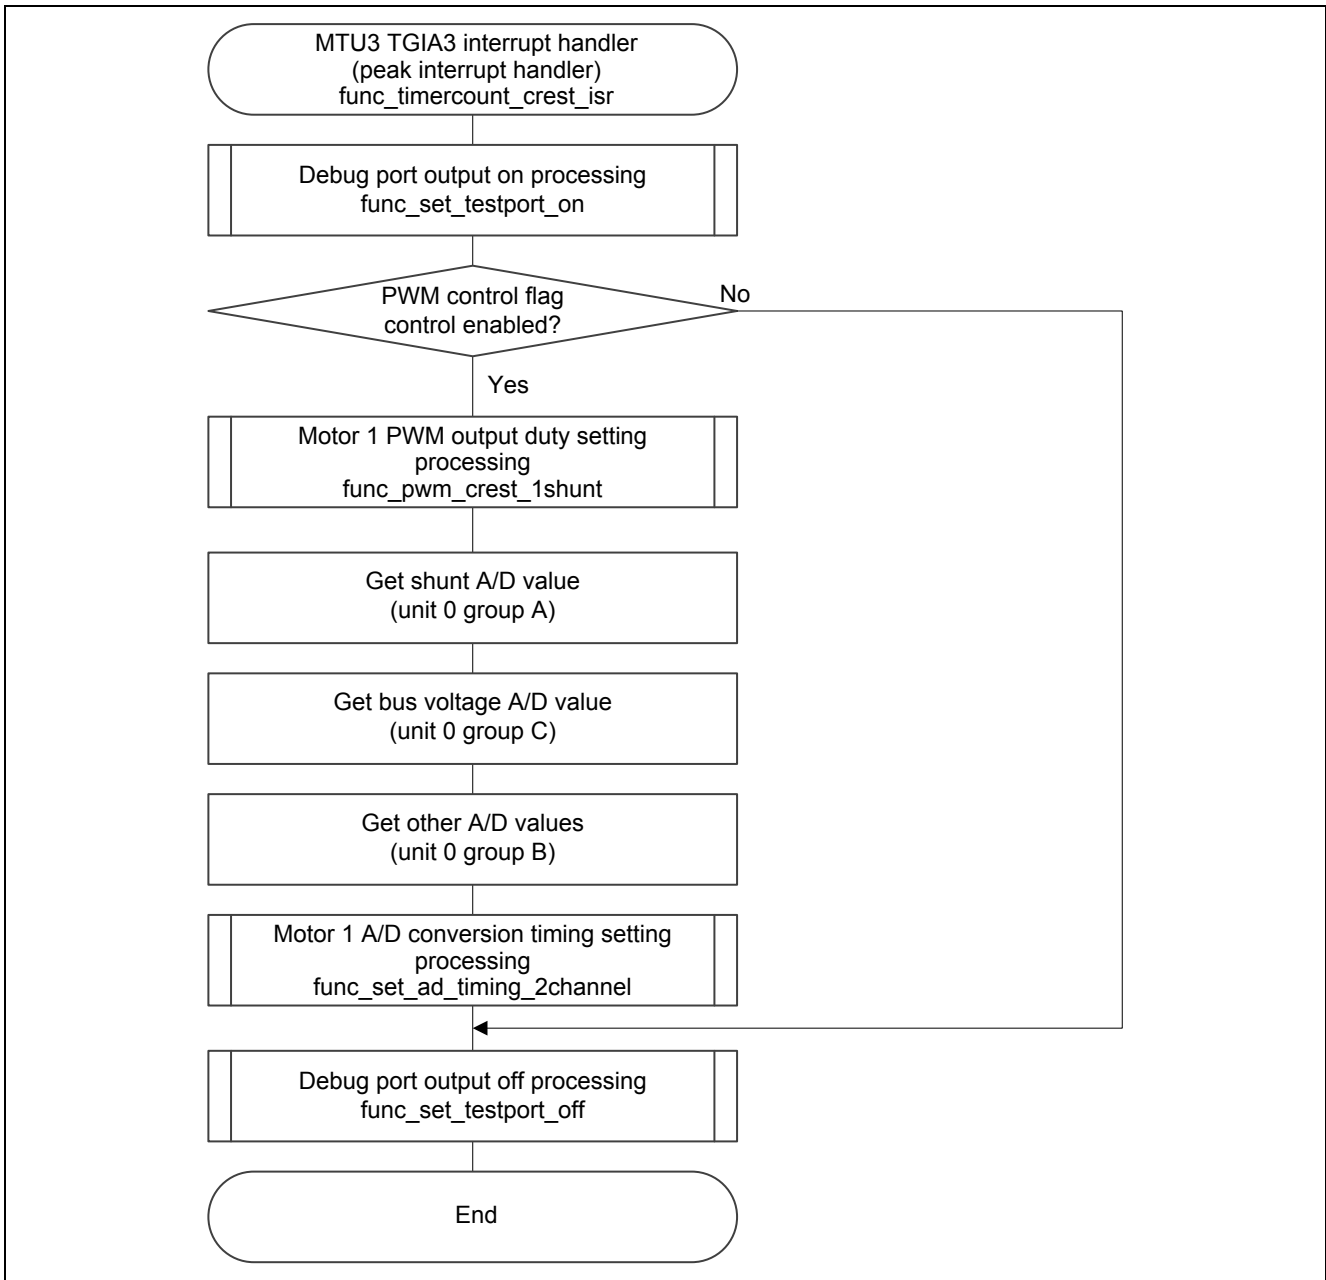 MTU3 TGIA3 interrupt handler
(peak interrupt handler)
func_timercount_crest_isr
Debug port output on processing
func_set_testport_on
PWM control flag
control enabled?
No
Yes
Motor 1 PWM output duty setting
processing
func_pwm_crest_1shunt
Get shunt A/D value
(unit 0 group A)
Get bus voltage A/D value
(unit 0 group C)
Get other A/D values
(unit 0 group B)
Motor 1 A/D conversion timing setting
processing
func_set_ad_timing_2channel
Debug port output off processing
func_set_testport_off
End